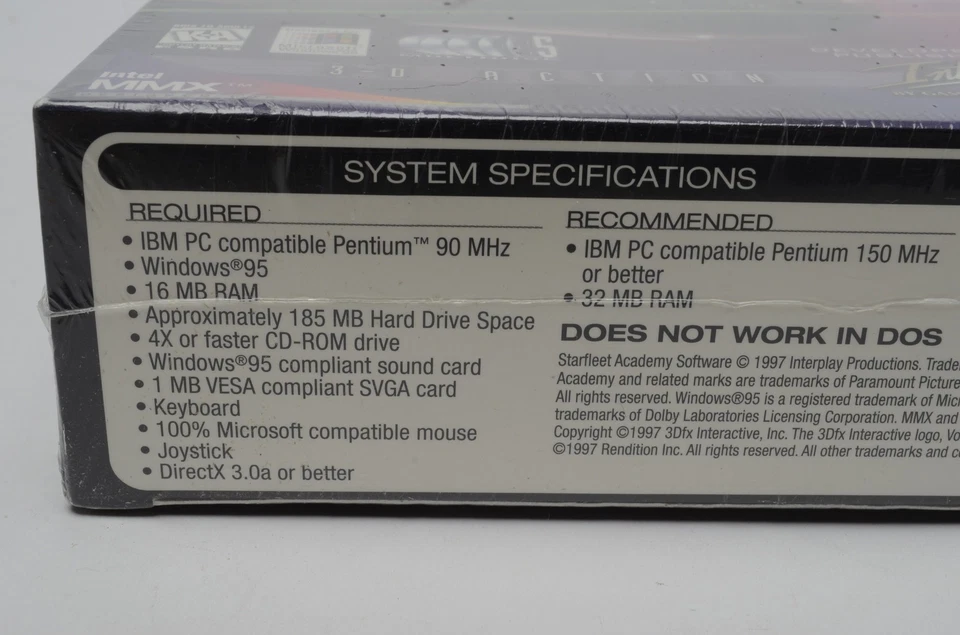 Intel
MMX™
5
3-D ACTION
SYSTEM SPECIFICATIONS
REQUIRED
• IBM PC compatible Pentium™ 90 MHz
• Windows®95
• 16 MB RAM
• Approximately 185 MB Hard Drive Space
• 4X or faster CD-ROM drive
• Windows®95 compliant sound card
• 1 MB VESA compliant SVGA card
• Keyboard
• 100% Microsoft compatible mouse
• Joystick
• DirectX 3.0a or better
RECOMMENDED
• IBM PC compatible Pentium 150 MHz
or better
• 32 MB RAM
DOES NOT WORK IN DOS
Starfleet Academy Software © 1997 Interplay Productions. Trade
Academy and related marks are trademarks of Paramount Picture
All rights reserved. Windows®95 is a registered trademark of Micr
trademarks of Dolby Laboratories Licensing Corporation. MMX and
Copyright ©1997 3Dfx Interactive, Inc. The 3Dfx Interactive logo, Vo
©1997 Rendition Inc. All rights reserved. All other trademarks and c